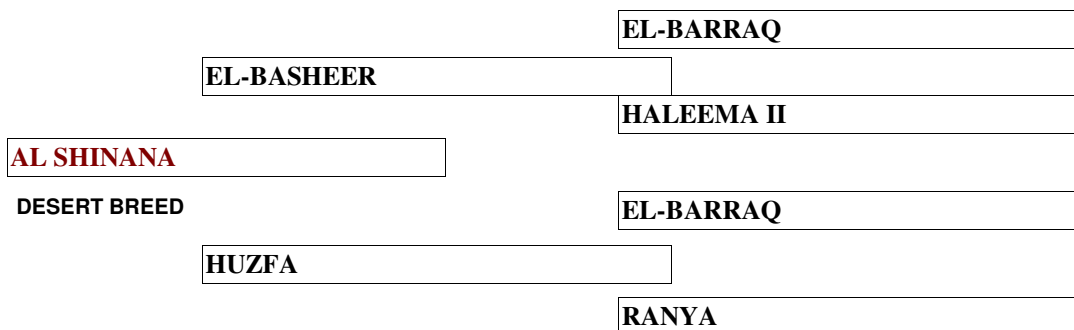 EL-BARRAQ
EL-BASHEER
HALEEMA II
AL SHINANA
DESERT BREED
EL-BARRAQ
HUZFA
RANYA